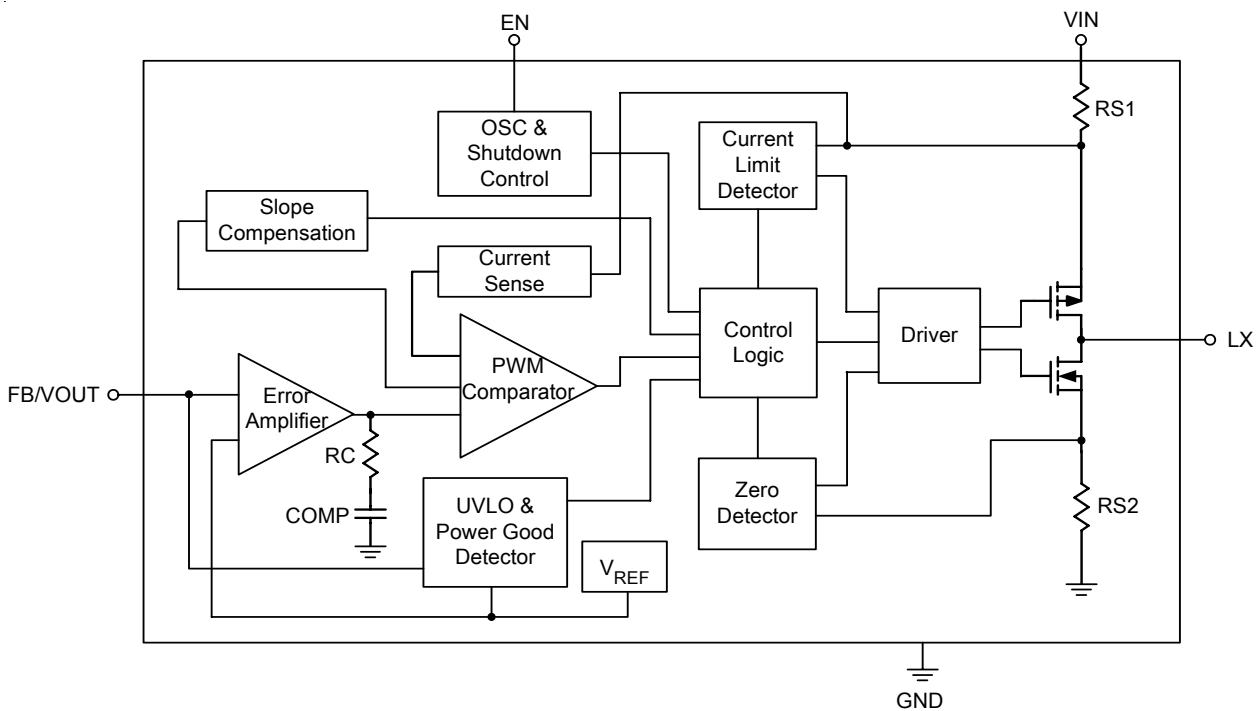 EN
VIN
RS1
OSC &
Shutdown
Control
Current
Limit
Detector
Slope
Compensation
Current
Sense
Control
Logic
Driver
LX
PWM
Comparator
FB/VOUT
Error
Amplifier
RC
COMP
UVLO &
Power Good
Detector
VREF
Zero
Detector
RS2
GND